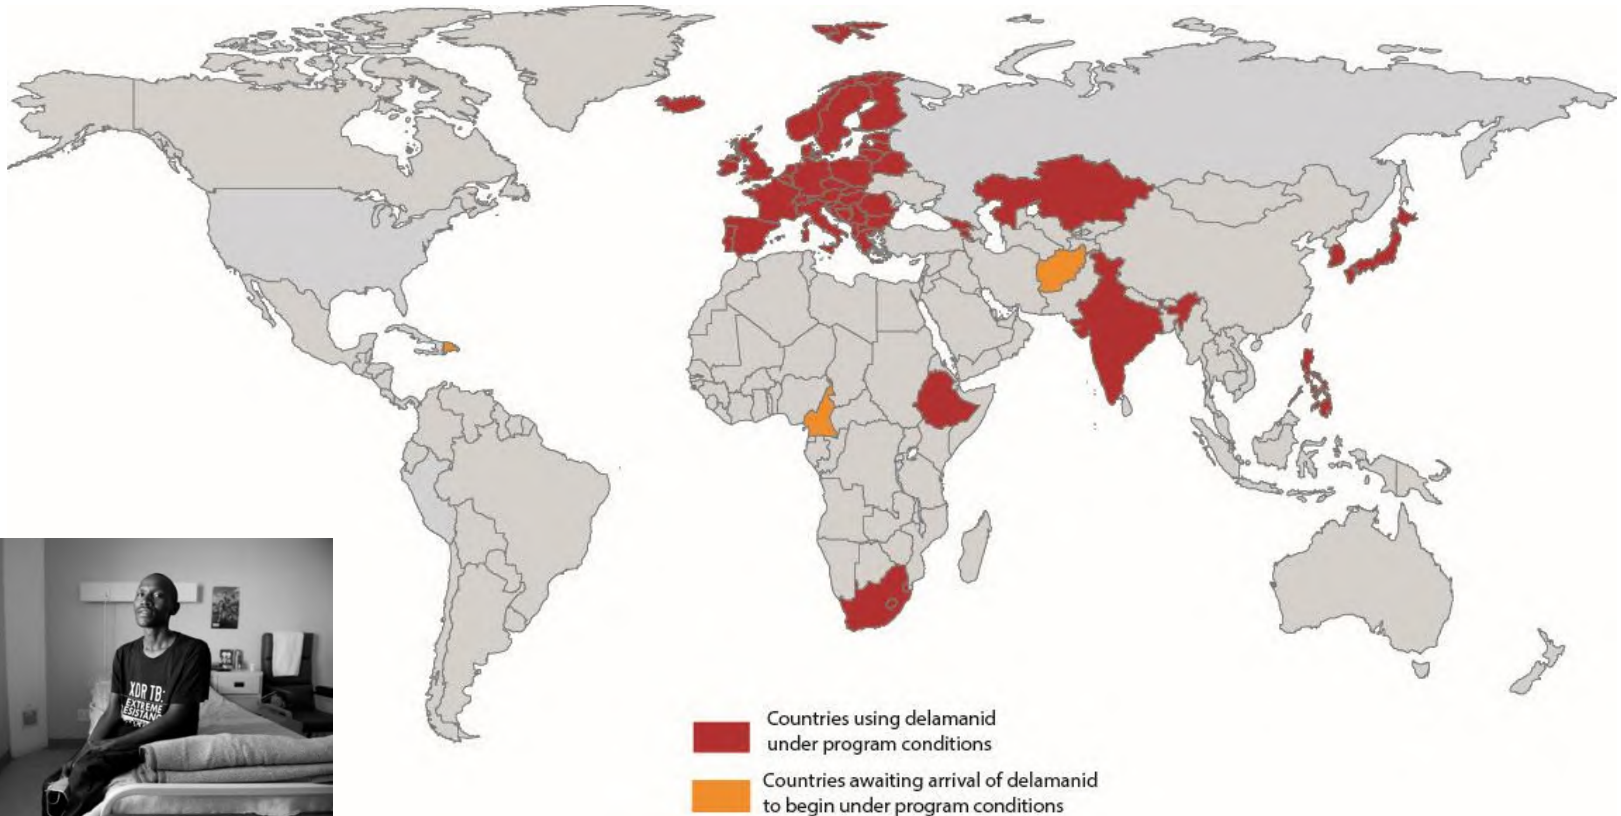 XDR TB:
EXTREME
ESISTANC
Countries using delamanid
under program conditions
Countries awaiting arrival of delamanid
to begin under program conditions